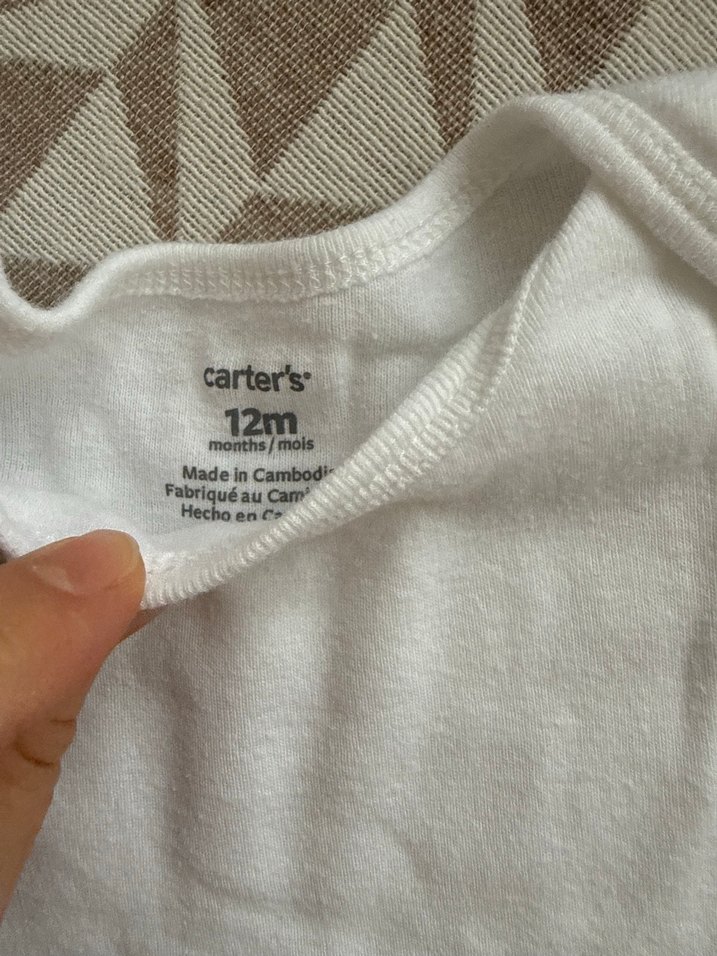 carter's
12m
months/mois
Made in
Fabriqué au
Hecho en